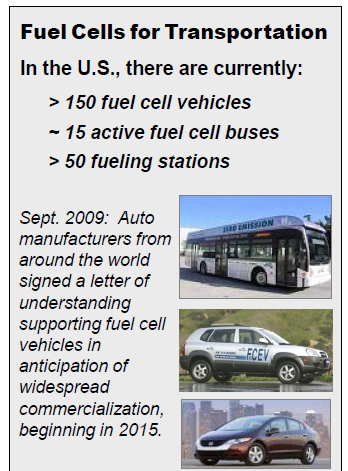 Fuel Cells for Transportation
In the U.S., there are currently:
> 150 fuel cell vehicles
~ 15 active fuel cell buses
> 50 fueling stations
Sept. 2009:  Auto
manufacturers from
around the world
signed a letter of
understanding
supporting fuel cell
vehicles in
anticipation of
widespread
commercialization,
beginning in 2015.
ZERO EMISSION
FCEV